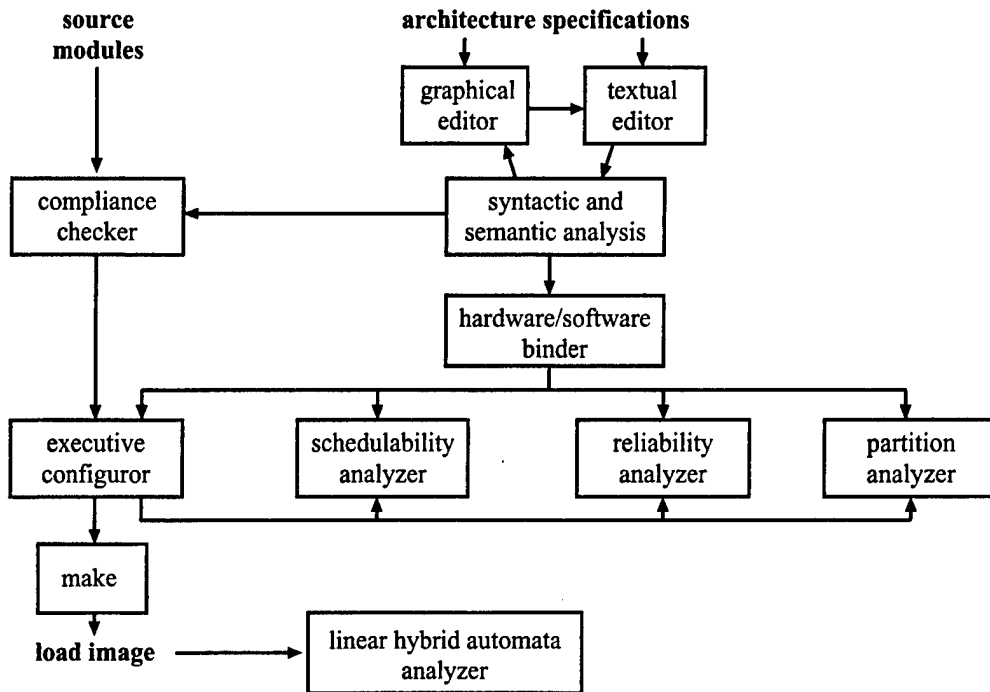 source
modules
architecture specifications
graphical
editor
textual
editor
compliance
checker
syntactic and
semantic analysis
hardware/software
binder
executive
configuror
schedulability
analyzer
reliability
analyzer
partition
analyzer
make
load image
linear hybrid automata
analyzer